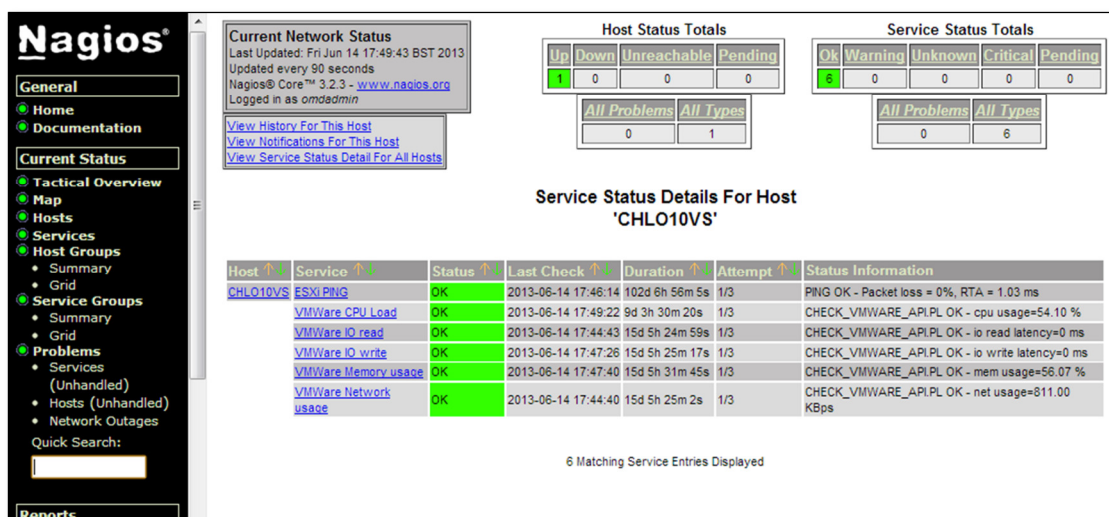 Nagios®
General
Home
Documentation
Current Status
Tactical Overview
Map
Hosts
Services
Host Groups
Summary
Grid
Service Groups
Summary
Grid
Problems
Services
(Unhandled)
Hosts (Unhandled)
Network Outages
Quick Search:
Reports
Current Network Status
Last Updated: Fri Jun 14 17:49:43 BST 2013
Updated every 90 seconds
Nagios® Core™ 3.2.3 - www.nagios.org
Logged in as omdadmin
View History For This Host
View Notifications For This Host
View Service Status Detail For All Hosts
Host Status Totals
Up Down Unreachable Pending
1 0 0 0
All Problems All Types
0 1
Service Status Totals
Ok Warning Unknown Critical Pending
6 0 0 0 0
All Problems All Types
0 6
Service Status Details For Host
'CHLO10VS'
Host Service Status Last Check Duration Attempt Status Information
CHLO10VS ESXi PING OK 2013-06-14 17:46:14 102d 6h 56m 5s 1/3 PING OK - Packet loss = 0%, RTA = 1.03 ms
VMWare CPU Load OK 2013-06-14 17:49:22 9d 3h 30m 20s 1/3 CHECK_VMWARE_API.PL OK - cpu usage=54.10 %
VMWare IO read OK 2013-06-14 17:44:43 15d 5h 24m 59s 1/3 CHECK_VMWARE_API.PL OK - io read latency=0 ms
VMWare IO write OK 2013-06-14 17:47:26 15d 5h 25m 17s 1/3 CHECK_VMWARE_API.PL OK - io write latency=0 ms
VMWare Memory usage OK 2013-06-14 17:47:40 15d 5h 31m 45s 1/3 CHECK_VMWARE_API.PL OK - mem usage=56.07 %
VMWare Network
usage OK 2013-06-14 17:44:40 15d 5h 25m 2s 1/3 CHECK_VMWARE_API.PL OK - net usage=811.00
KBps
6 Matching Service Entries Displayed